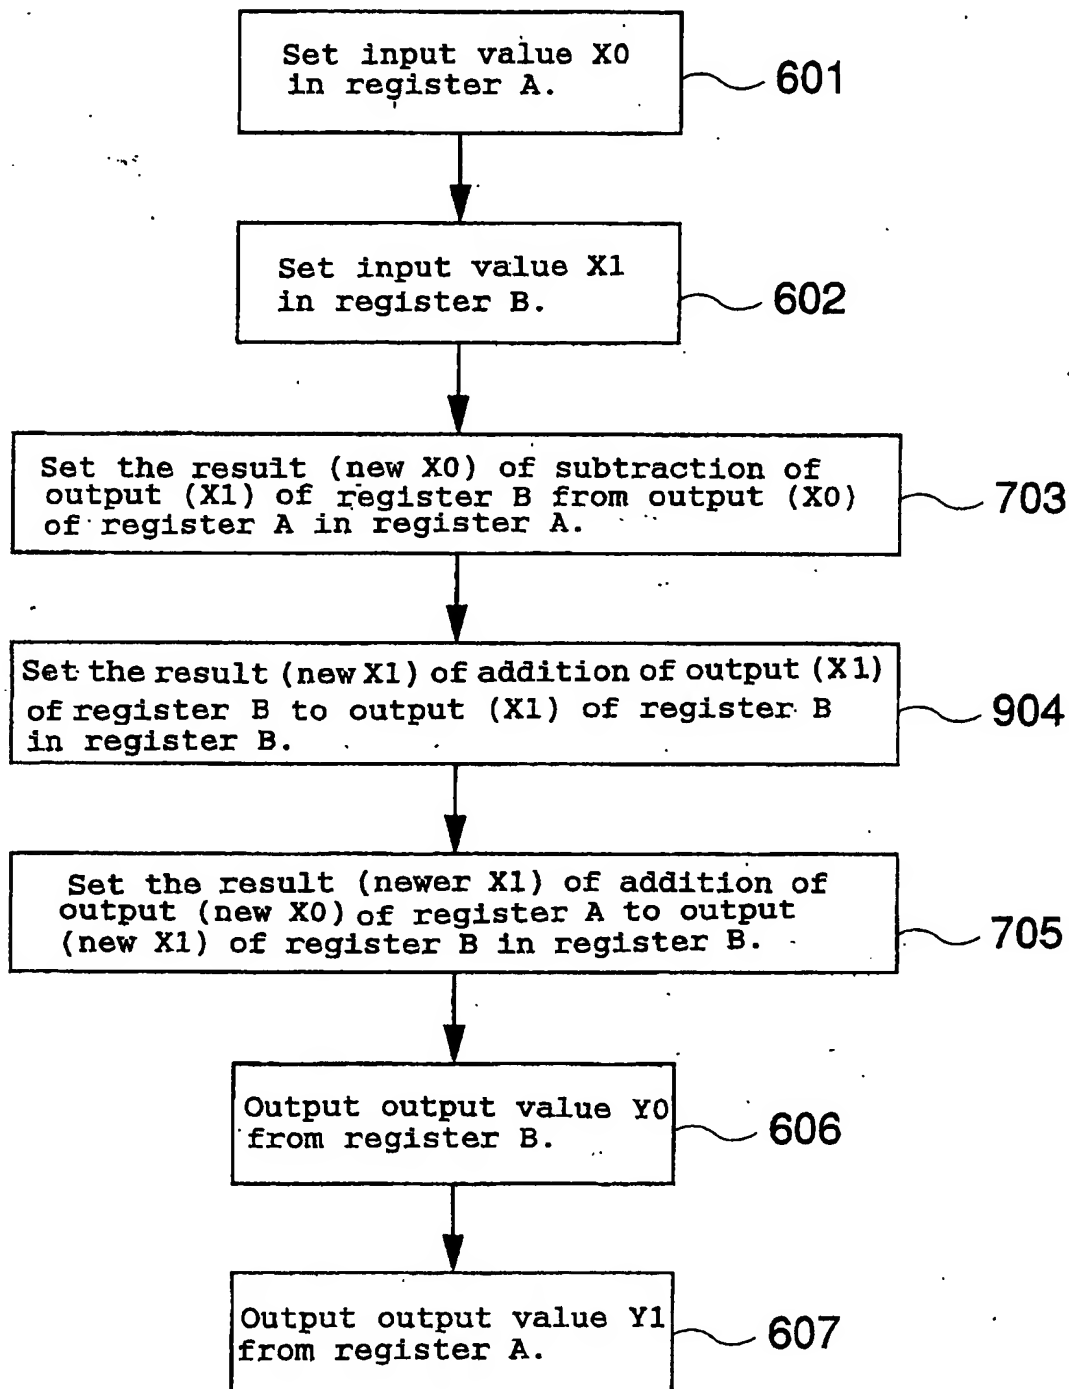 Set input value X0
in register A.
601
Set input value X1
in register B.
602
Set the result (new X0) of subtraction of
output (X1) of register B from output (X0)
of register A in register A.
703
Set the result (new X1) of addition of output (X1)
of register B to output (X1) of register B
in register B.
904
Set the result (newer X1) of addition of
output (new X0) of register A to output
(new X1) of register B in register B.
705
Output output value Y0
from register B.
606
Output output value Y1
from register A.
607